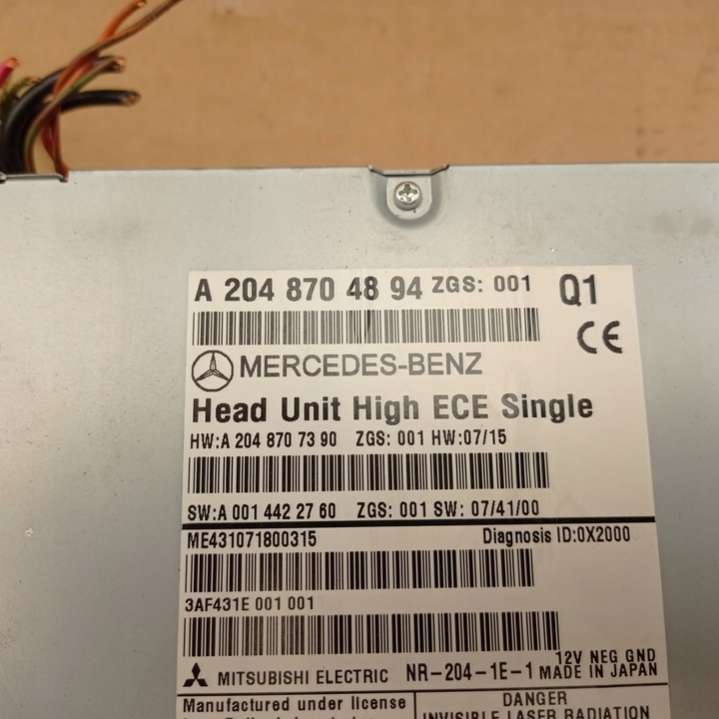 A 204 870 48 94 ZGS: 001 Q1
CE
MERCEDES-BENZ
Head Unit High ECE Single
HW:A 204 870 73 90 ZGS: 001 HW:07/15
SW:A 001 442 27 60 ZGS: 001 SW: 07/41/00
ME431071800315 Diagnosis ID:0X2000
3AF431E 001 001
12V NEG GND
MITSUBISHI ELECTRIC NR-204-1E-1 MADE IN JAPAN
Manufactured under license DANGER
INVISIBLE LASER RADIATION